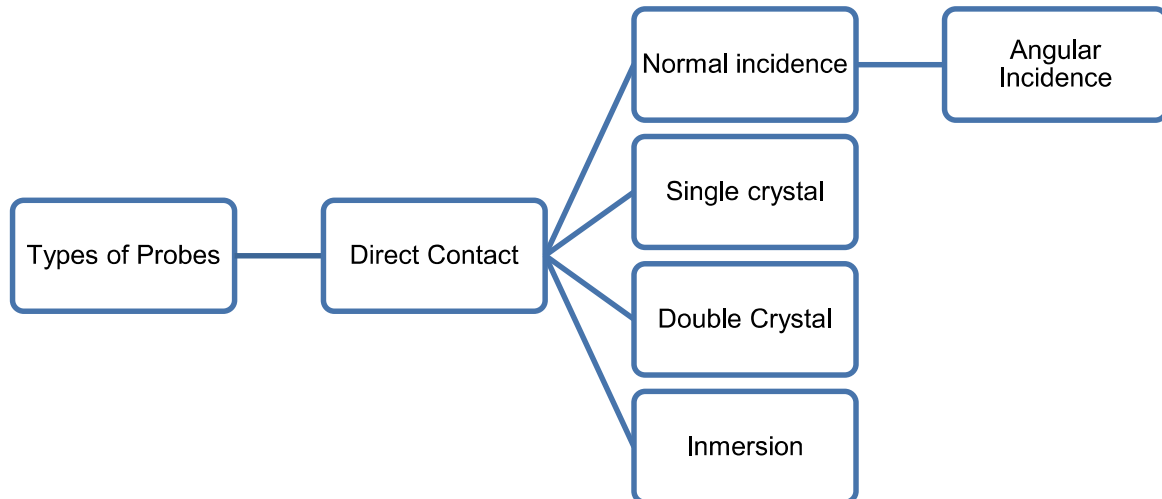 Types of Probes
Direct Contact
Normal incidence
Angular
Incidence
Single crystal
Double Crystal
Inmersion